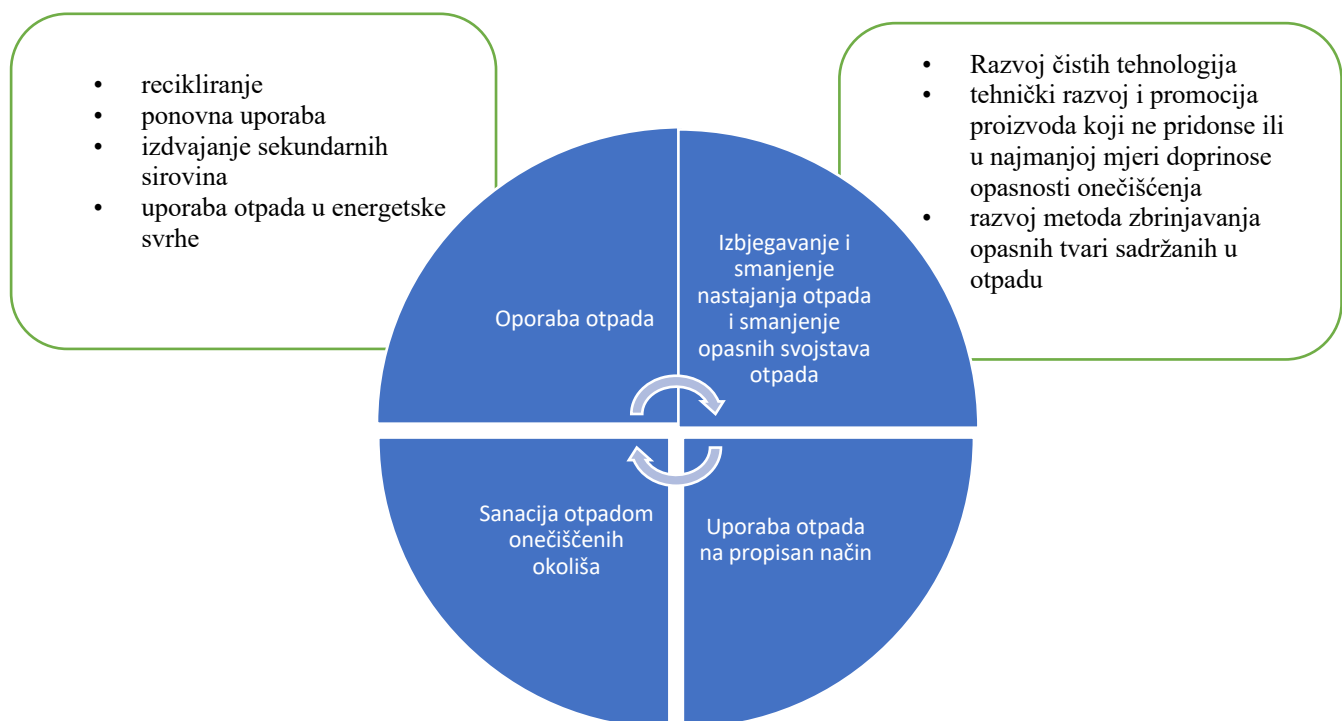 • recikliranje
• ponovna uporaba
• izdvajanje sekundarnih
sirovina
• uporaba otpada u energetske
svrhe
• Razvoj čistih tehnologija
• tehnički razvoj i promocija
proizvoda koji ne pridonse ili
u najmanjoj mjeri doprinose
opasnosti onečišćenja
• razvoj metoda zbrinjavanja
opasnih tvari sadržanih u
otpadu
Oporaba otpada
Izbjegavanje i
smanjenje
nastajanja otpada
i smanjenje
opasnih svojstava
otpada
Sanacija otpadom
onečiščenih
okoliša
Uporaba otpada
na propisan način